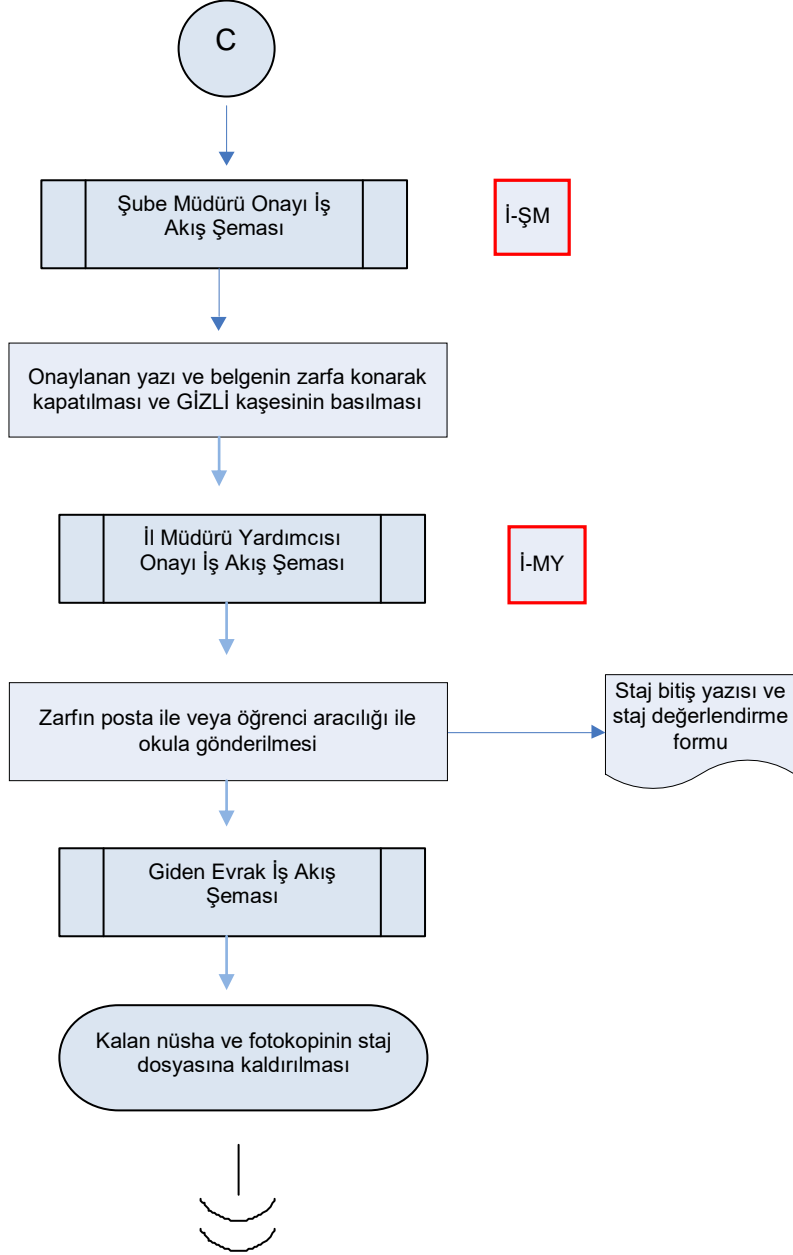 C
Şube Müdürü Onayı İş
Akış Şeması
İ-ŞM
Onaylanan yazı ve belgenin zarfa konarak
kapatılması ve GİZLİ kaşesinin basılması
İl Müdürü Yardımcısı
Onayı İş Akış Şeması
İ-MY
Zarfın posta ile veya öğrenci aracılığı ile
okula gönderilmesi
Staj bitiş yazısı ve
staj değerlendirme
formu
Giden Evrak İş Akış
Şeması
Kalan nüsha ve fotokopinin staj
dosyasına kaldırılması